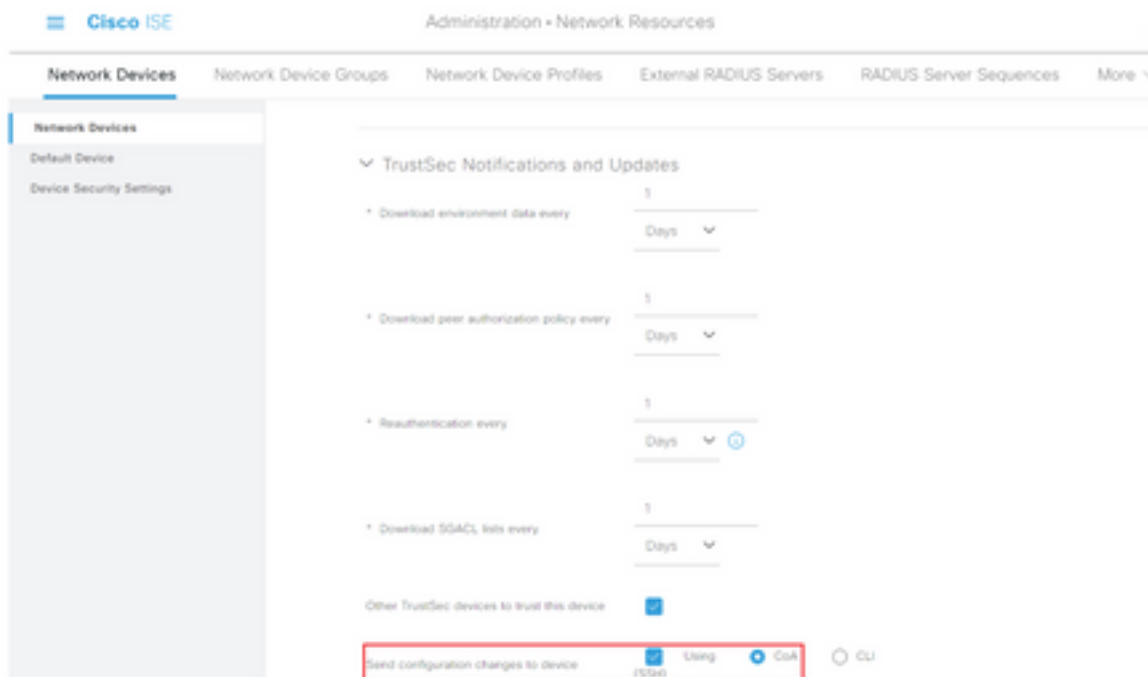 Cisco ISE
Administration • Network Resources
Network Devices
Network Device Groups
Network Device Profiles
External RADIUS Servers
RADIUS Server Sequences
More
Network Devices
Default Device
Device Security Settings
TrustSec Notifications and Updates
* Download environment data every
1
Days
* Download peer authorization policy every
1
Days
* Reauthentication every
1
Days
* Download SGACL lists every
1
Days
Other TrustSec devices to trust this device
Send configuration changes to device
Using CoA CLI
(SSH)